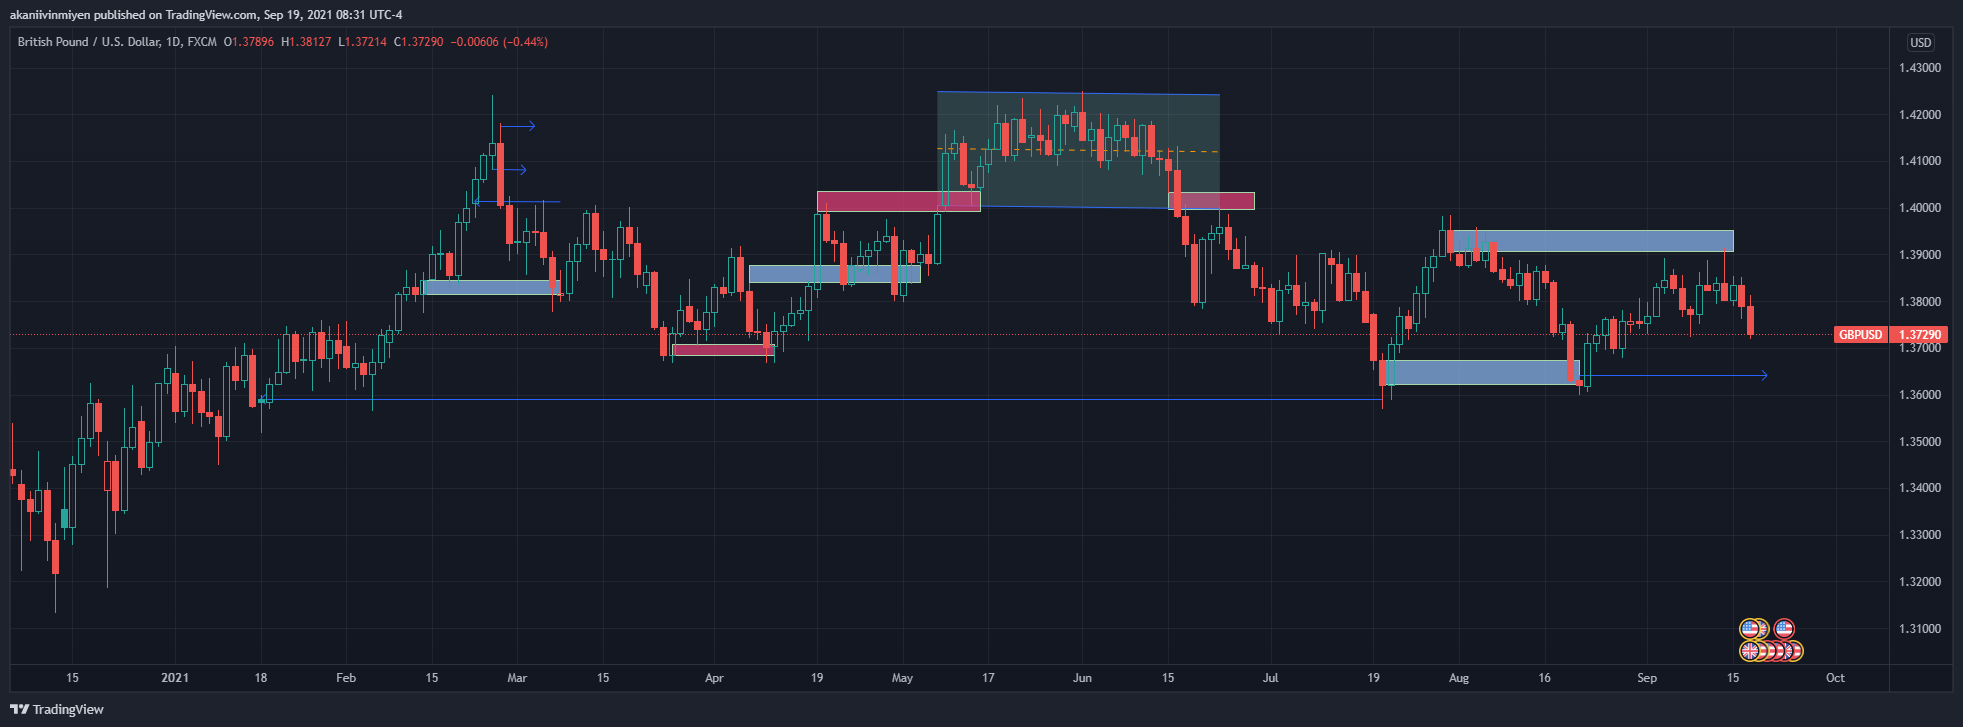 akaniivinmiyen published on TradingView.com, Sep 19, 2021 08:31 UTC-4
British Pound / U.S. Dollar, 1D, FXCM O1.37896 H1.38127 L1.37214 C1.37290 −0.00606 (−0.44%)
USD
1.43000
1.42000
1.41000
1.40000
1.39000
1.38000
GBPUSD 1.37290
1.37000
1.36000
1.35000
1.34000
1.33000
1.32000
1.31000
15 2021 18 Feb 15 Mar 15 Apr 19 May 17 Jun 15 Jul 19 Aug 16 Sep 15 Oct
TradingView